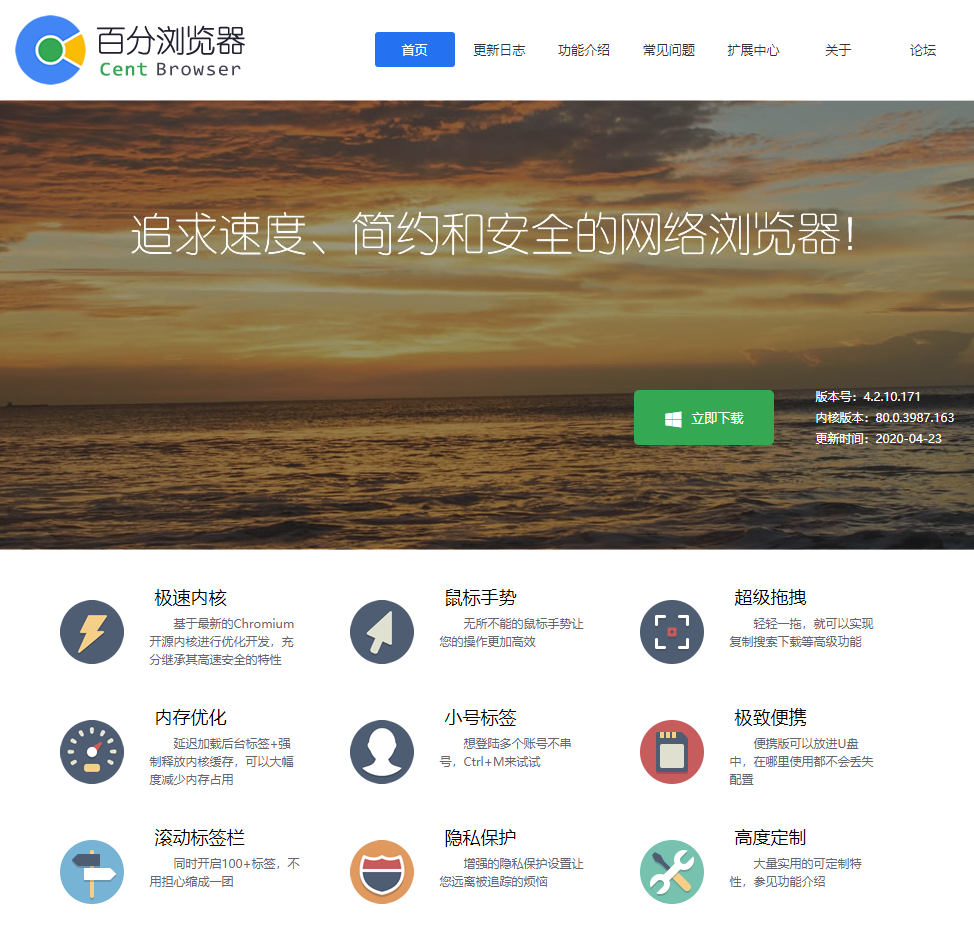 百分浏览器
Cent Browser
首页
更新日志
功能介绍
常见问题
扩展中心
关于
论坛
追求速度、简约和安全的网络浏览器!
立即下载
版本号：4.2.10.171
内核版本：80.0.3987.163
更新时间：2020-04-23
极速内核
基于最新的Chromium
开源内核进行优化开发，充
分继承其高速安全的特性
鼠标手势
无所不能的鼠标手势让
您的操作更加高效
超级拖拽
轻轻一拖，就可以实现
复制搜索下载等高级功能
内存优化
延迟加载后台标签+强
制释放内核缓存，可以大幅
度减少内存占用
小号标签
想登陆多个账号不串
号，Ctrl+M来试试
极致便携
便携版可以放进U盘
中，在哪里使用都不会丢失
配置
滚动标签栏
同时开启100+标签，不
用担心缩成一团
隐私保护
增强的隐私保护设置让
您远离被追踪的烦恼
高度定制
大量实用的可定制特
性，参见功能介绍